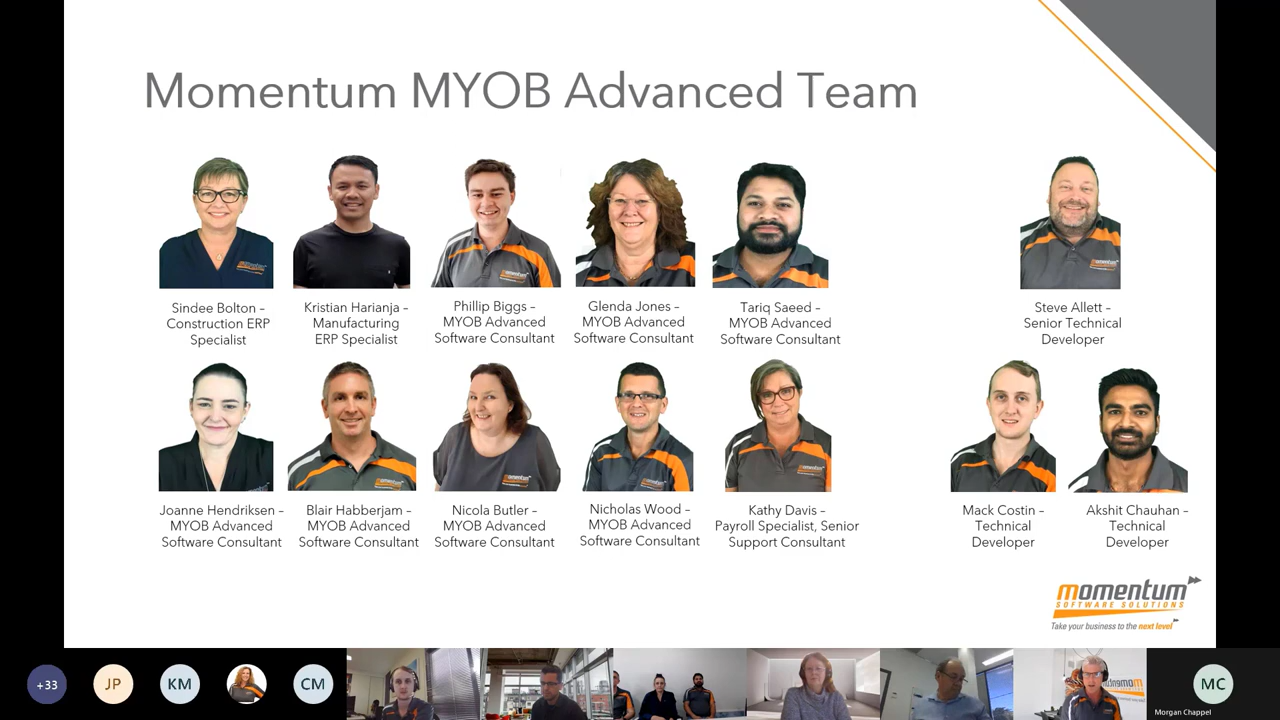 Momentum MYOB Advanced Team
Sindee Bolton –
Construction ERP
Specialist
Kristian Harianja –
Manufacturing
ERP Specialist
Phillip Biggs –
MYOB Advanced
Software Consultant
Glenda Jones –
MYOB Advanced
Software Consultant
Tariq Saeed –
MYOB Advanced
Software Consultant
Steve Allett –
Senior Technical
Developer
Joanne Hendriksen –
MYOB Advanced
Software Consultant
Blair Habberjam –
MYOB Advanced
Software Consultant
Nicola Butler –
MYOB Advanced
Software Consultant
Nicholas Wood –
MYOB Advanced
Software Consultant
Kathy Davis –
Payroll Specialist, Senior
Support Consultant
Mack Costin –
Technical
Developer
Akshit Chauhan –
Technical
Developer
momentum
SOFTWARE SOLUTIONS
Take your business to the next level
+33
JP
KM
CM
MC
Morgan Chappel